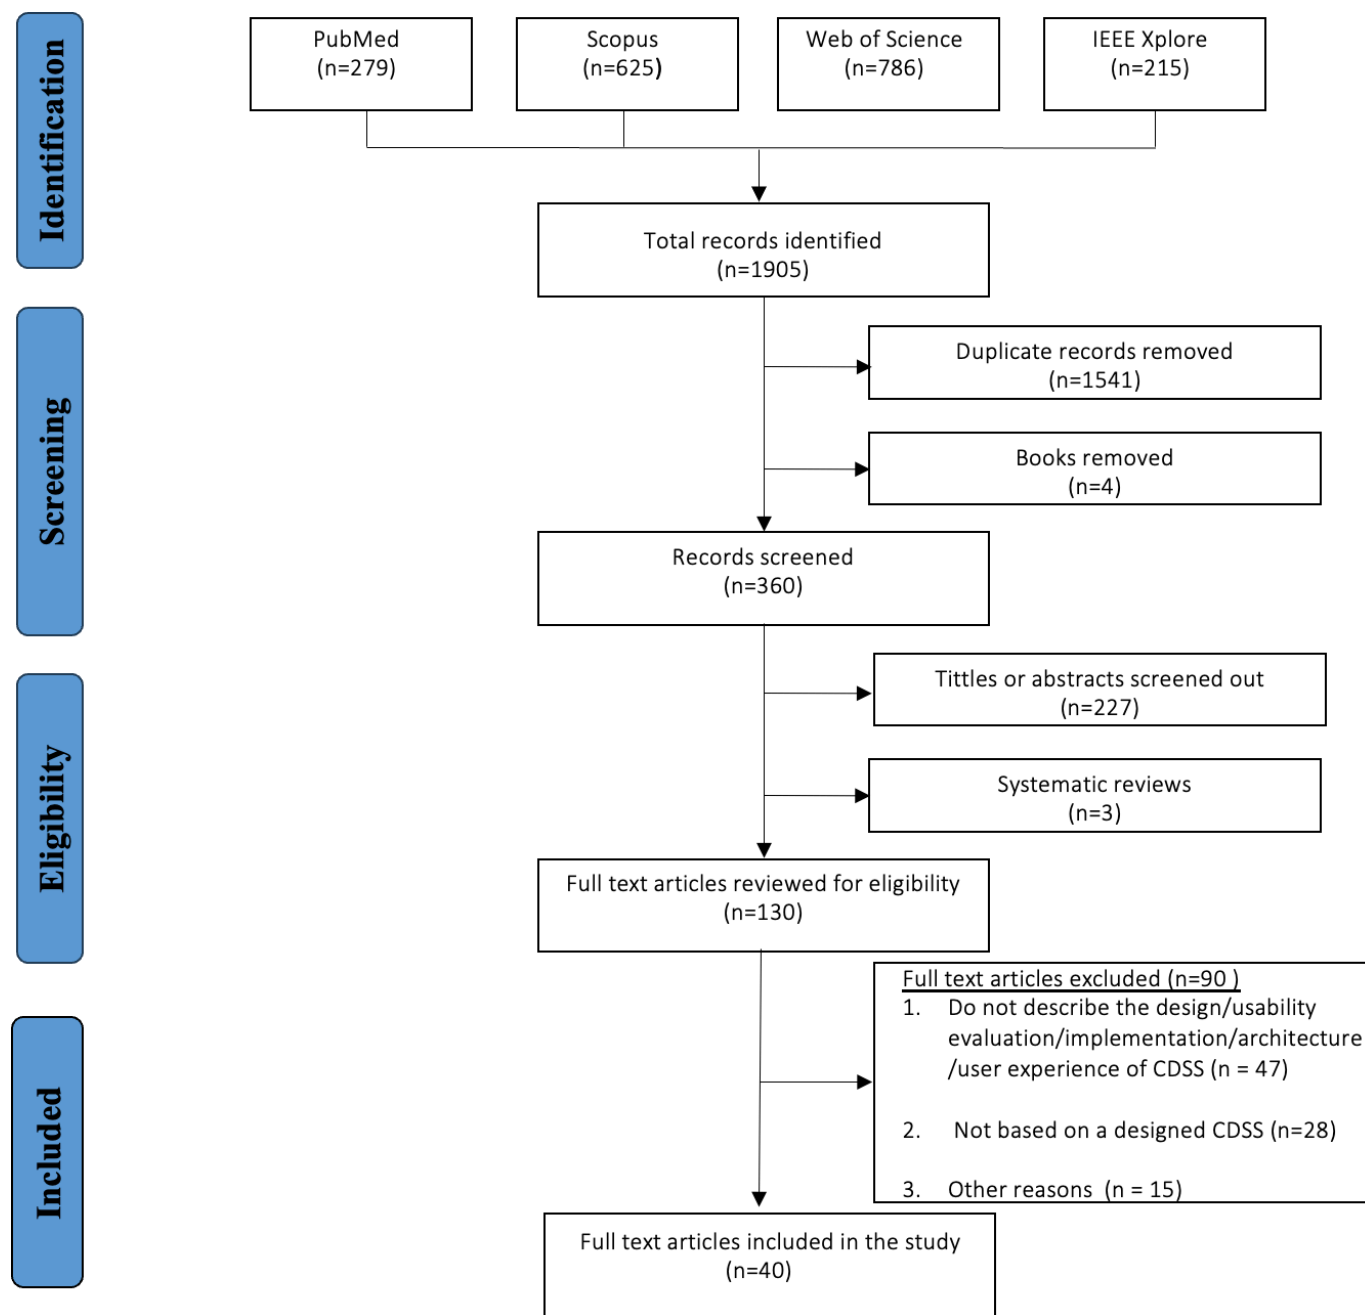 Identification
PubMed
(n=279)
Scopus
(n=625)
Web of Science
(n=786)
IEEE Xplore
(n=215)
Total records identified
(n=1905)
Screening
Duplicate records removed
(n=1541)
Books removed
(n=4)
Records screened
(n=360)
Eligibility
Tittles or abstracts screened out
(n=227)
Systematic reviews
(n=3)
Full text articles reviewed for eligibility
(n=130)
Included
Full text articles excluded (n=90 )
1. Do not describe the design/usability
evaluation/implementation/architecture
/user experience of CDSS (n = 47)
2. Not based on a designed CDSS (n=28)
3. Other reasons (n = 15)
Full text articles included in the study
(n=40)